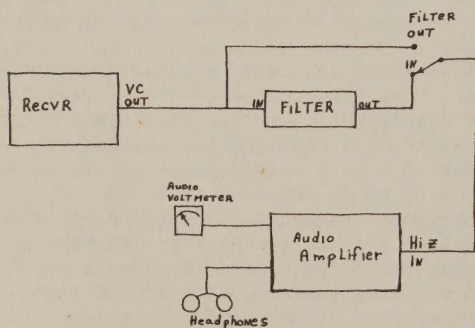 FILTER
OUT
IN
RecVR
VC
OUT
IN
FILTER
OUT
AUDIO
VOLTMETER
Audio
Amplifier
Hi Z
IN
Headphones